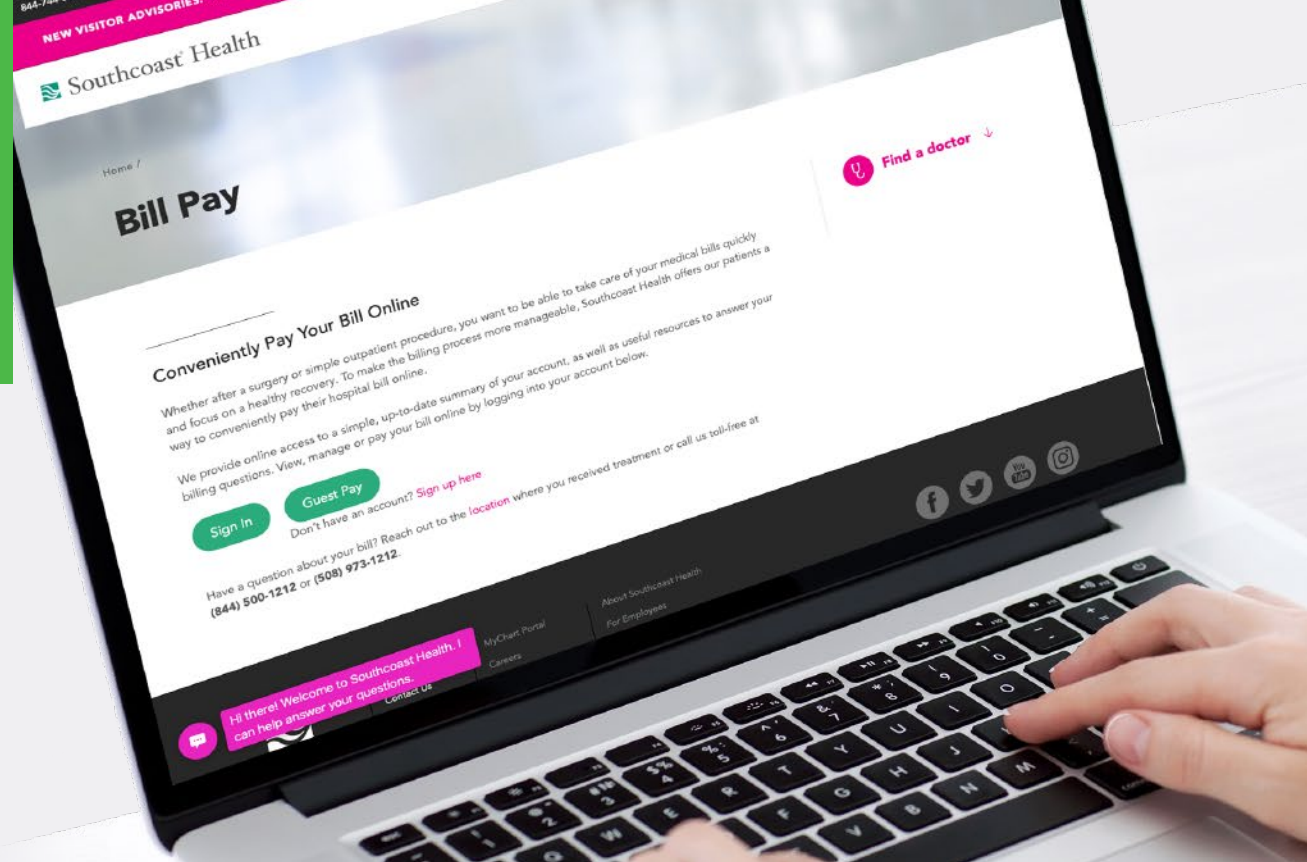 NEW VISITOR ADVISORIES.
Southcoast Health
Home /
Bill Pay
Find a doctor ↓
Conveniently Pay Your Bill Online
Whether after a surgery or simple outpatient procedure, you want to be able to take care of your medical bills quickly
and focus on a healthy recovery. To make the billing process more manageable, Southcoast Health offers our patients a
way to conveniently pay their hospital bill online.
We provide online access to a simple, up-to-date summary of your account, as well as useful resources to answer your
billing questions. View, manage or pay your bill online by logging into your account below.
Sign In
Guest Pay
Don't have an account? Sign up here
Have a question about your bill? Reach out to the location where you received treatment or call us toll-free at
(844) 500-1212 or (508) 973-1212.
You
Tube
MyChart Portal
Careers
Contact Us
About Southcoast Health
For Employees
Hi there! Welcome to Southcoast Health. I
can help answer your questions.